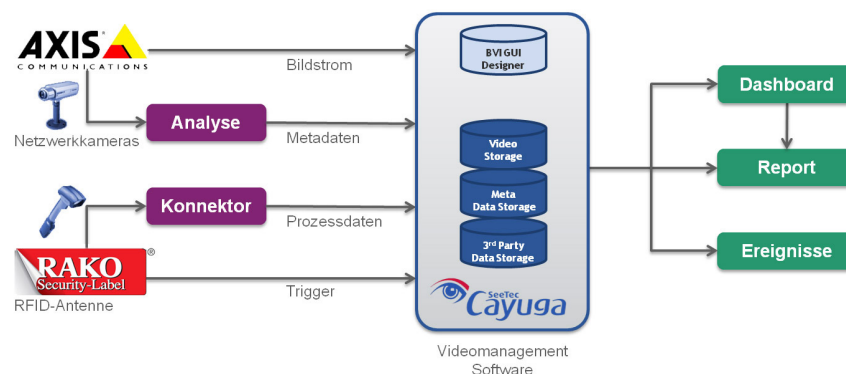 AXIS
COMMUNICATIONS
Netzwerkkameras
Analyse
Bildstrom
Metadaten
Konnektor
Prozessdaten
RAKO®
Security-Label
RFID-Antenne
Trigger
BVI GUI
Designer
Video
Storage
Meta
Data Storage
3rd Party
Data Storage
SeeTec
Cayuga
Videomanagement
Software
Dashboard
Report
Ereignisse